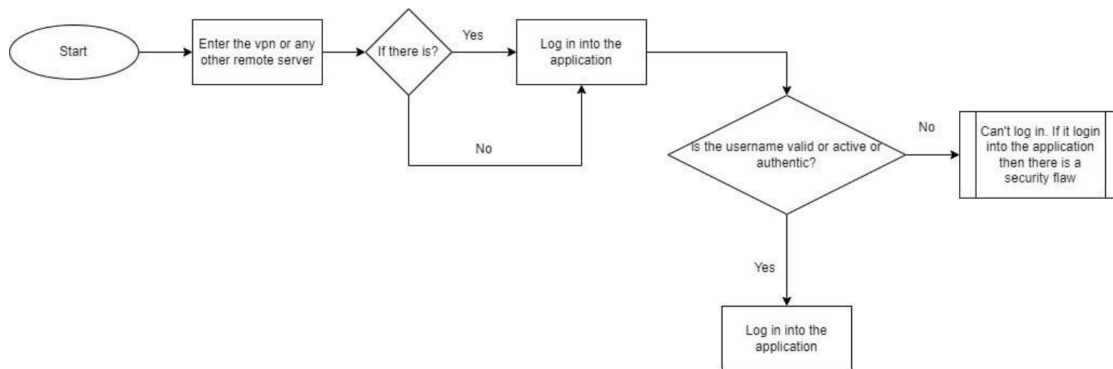 Start
Enter the vpn or any
other remote server
If there is?
Yes
No
Log in into the
application
Is the username valid or active or
authentic?
No
Can't log in. If it login
into the application
then there is a
security flaw
Yes
Log in into the
application